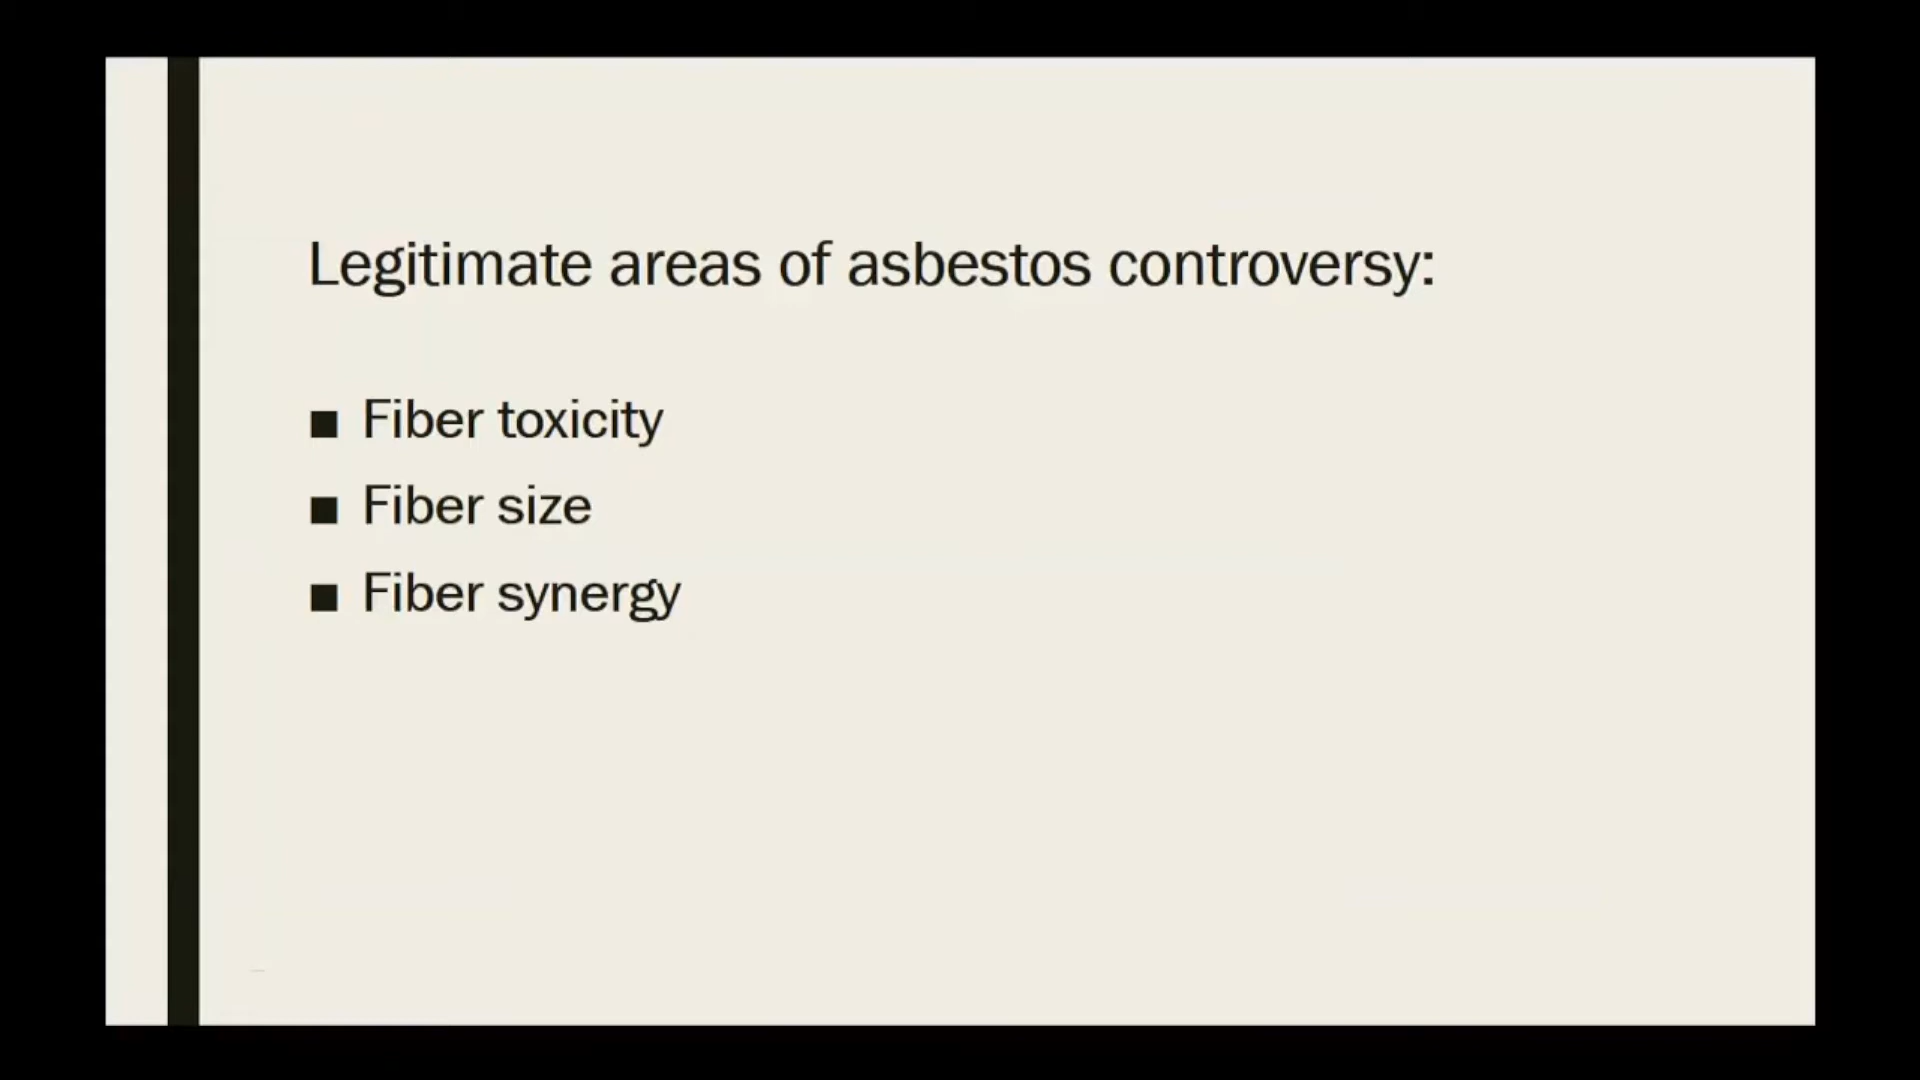 Legitimate areas of asbestos controversy:
■ Fiber toxicity
■ Fiber size
■ Fiber synergy